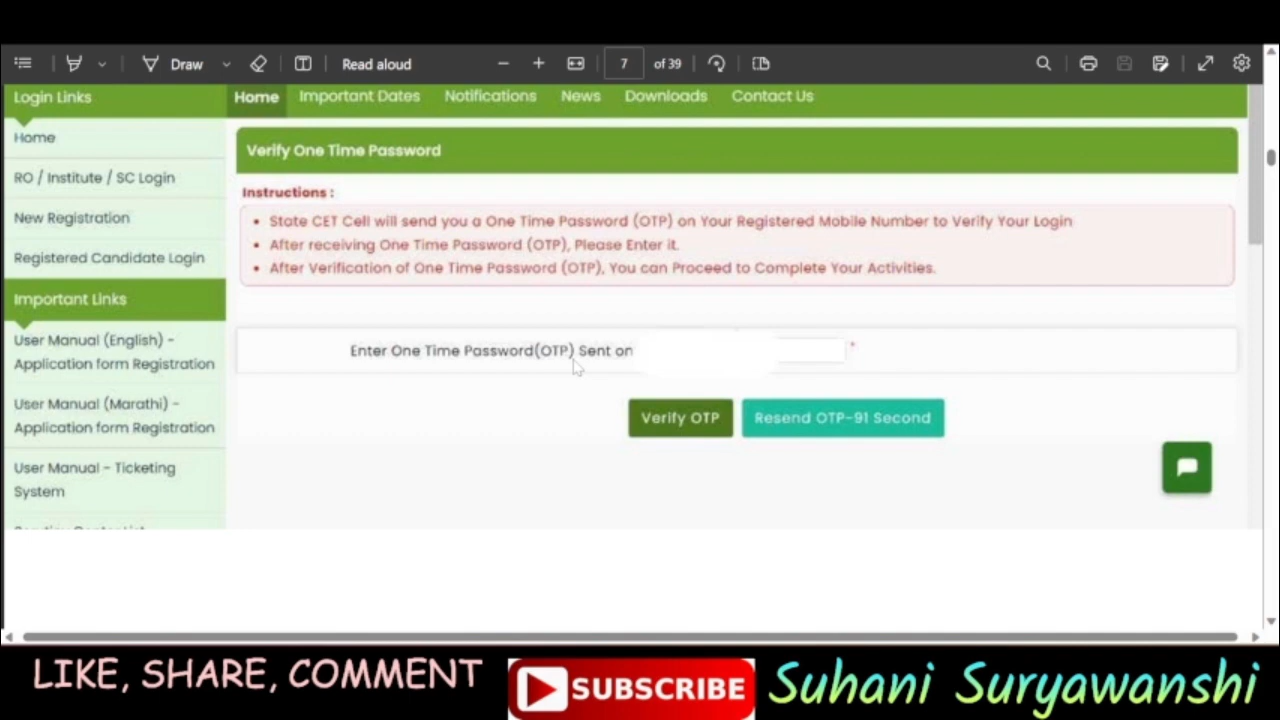 Draw
Read aloud
7
of 39
Login Links
Home
Important Dates
Notifications
News
Downloads
Contact Us
Home
RO / Institute / SC Login
New Registration
Registered Candidate Login
Important Links
User Manual (English) -
Application form Registration
User Manual (Marathi) -
Application form Registration
User Manual - Ticketing
System
Verify One Time Password
Instructions :
• State CET Cell will send you a One Time Password (OTP) on Your Registered Mobile Number to Verify Your Login
• After receiving One Time Password (OTP), Please Enter it.
• After Verification of One Time Password (OTP), You can Proceed to Complete Your Activities.
Enter One Time Password(OTP) Sent on
*
Verify OTP
Resend OTP-91 Second
LIKE, SHARE, COMMENT
SUBSCRIBE
Suhani Suryawanshi